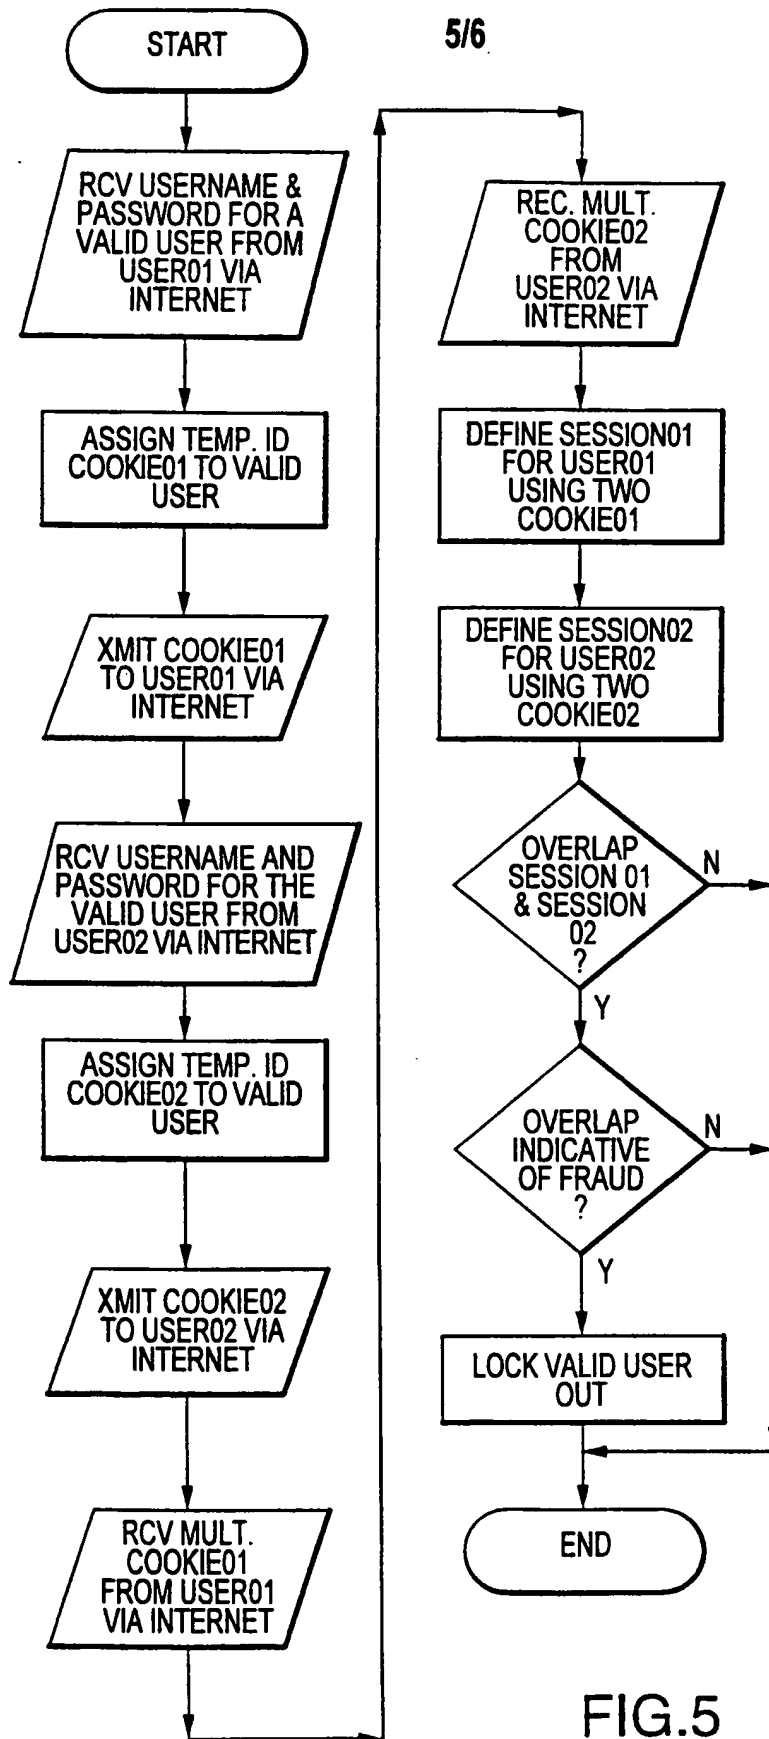 5/6
START
RCV USERNAME &
PASSWORD FOR A
VALID USER FROM
USER01 VIA
INTERNET
ASSIGN TEMP. ID
COOKIE01 TO VALID
USER
XMIT COOKIE01
TO USER01 VIA
INTERNET
RCV USERNAME AND
PASSWORD FOR THE
VALID USER FROM
USER02 VIA INTERNET
ASSIGN TEMP. ID
COOKIE02 TO VALID
USER
XMIT COOKIE02
TO USER02 VIA
INTERNET
RCV MULT.
COOKIE01
FROM USER01
VIA INTERNET
REC. MULT.
COOKIE02
FROM
USER02 VIA
INTERNET
DEFINE SESSION01
FOR USER01
USING TWO
COOKIE01
DEFINE SESSION02
FOR USER02
USING TWO
COOKIE02
OVERLAP
SESSION 01
& SESSION
02
?
N
Y
OVERLAP
INDICATIVE
OF FRAUD
?
N
Y
LOCK VALID USER
OUT
END
FIG.5